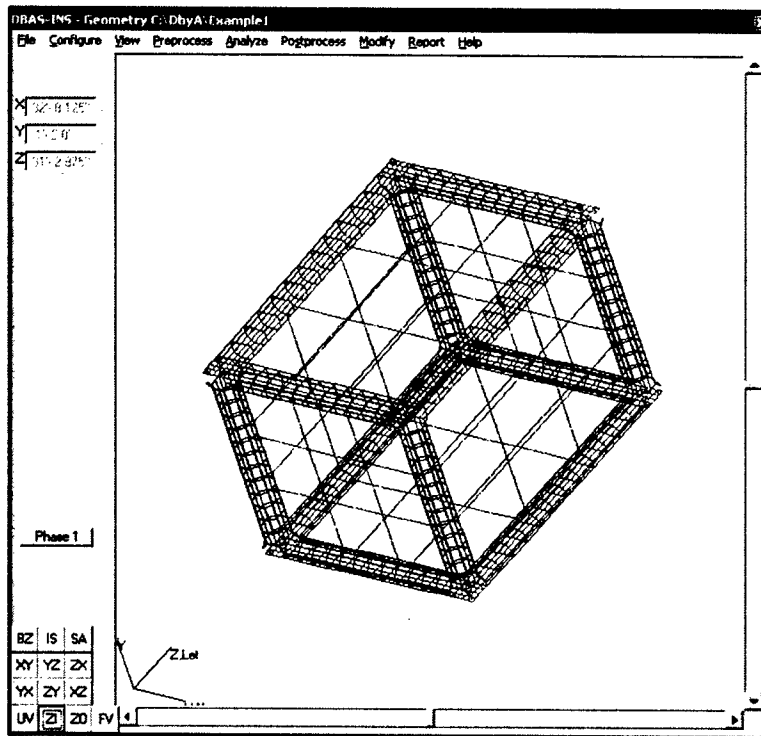 DBAS-INS - Geometry C:\DbyA\Example1
File Configure View Preprocess Analyze Postprocess Modify Report Help
X
Y
Z
Phase 1
Y
Z,Lat
BZ IS SA
XY YZ ZX
YX ZY XZ
UV ZI ZO FV